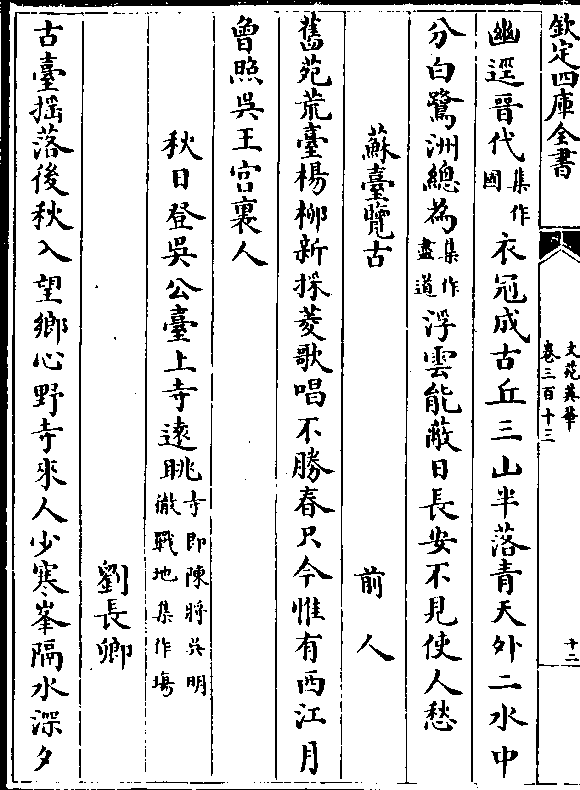 欽定四庫全書
文苑英華
卷三百十三
十二
幽逕晉代集作國衣冠成古丘三山半落青天外二水中
分白鷺洲總為集作盡道浮雲能蔽日長安不見使人愁
蘇臺覽古 前人
舊苑荒臺楊柳新採菱歌唱不勝春只今惟有西江月
曾照吳王宮裏人
秋日登吳公臺上寺遠眺寺即陳將吳明徹戰地集作場
劉長卿
古臺揺落後秋入望鄉心野寺來人少寒峯隔水深夕